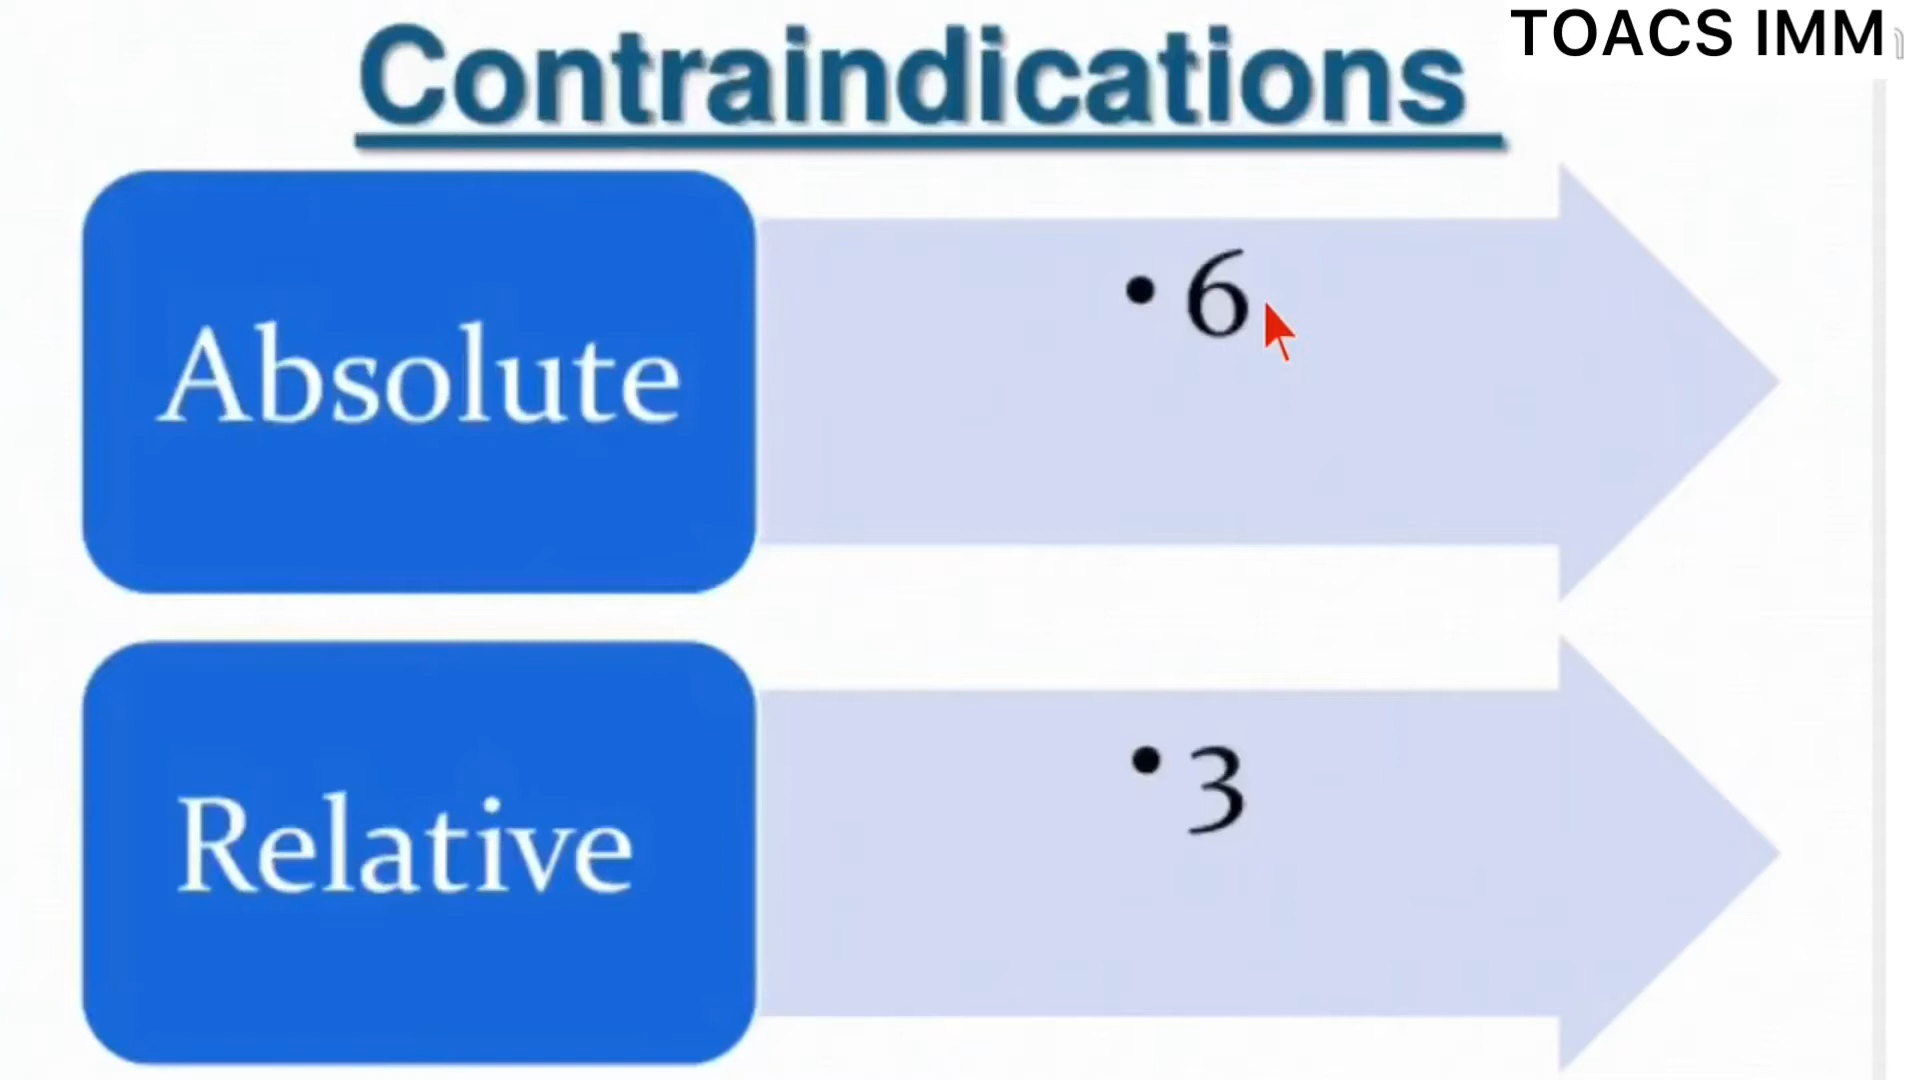 Contraindications
TOACS IMM
Absolute
• 6
Relative
• 3